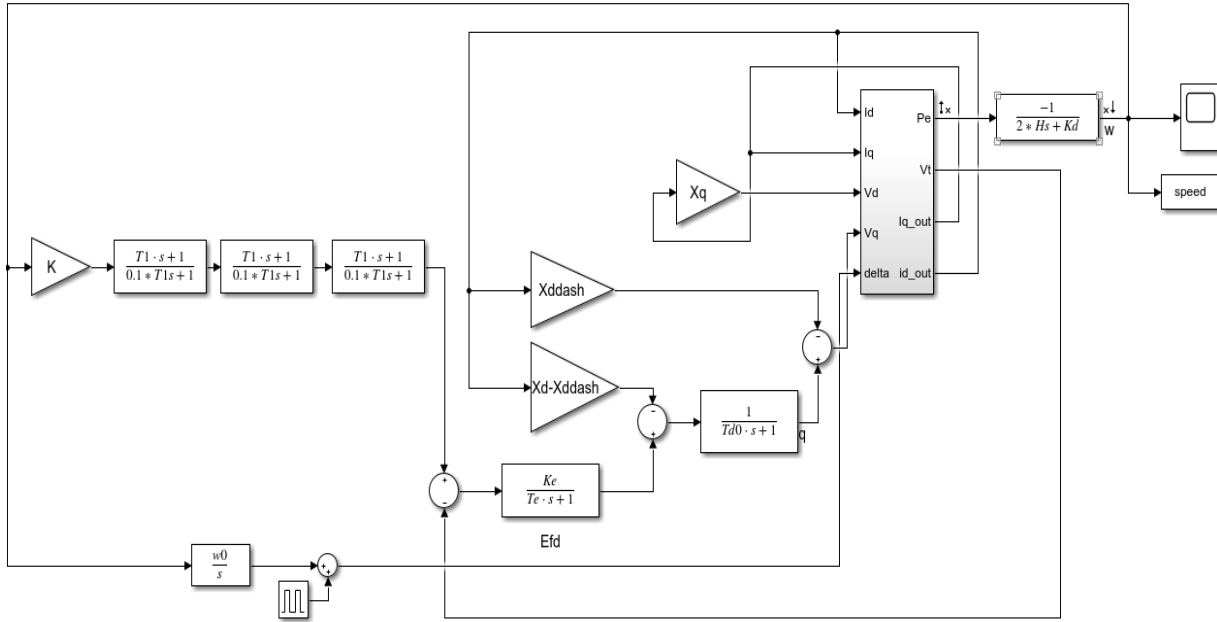 Id
Iq
Vd
Vq
delta
Pe
Vt
Iq_out
id_out
-1
2 * Hs + Kd
W
speed
Xq
K
T1 · s + 1
0.1 * T1s + 1
T1 · s + 1
0.1 * T1s + 1
T1 · s + 1
0.1 * T1s + 1
Xddash
Xd-Xddash
1
Td0 · s + 1
q
Ke
Te · s + 1
Efd
w0
s